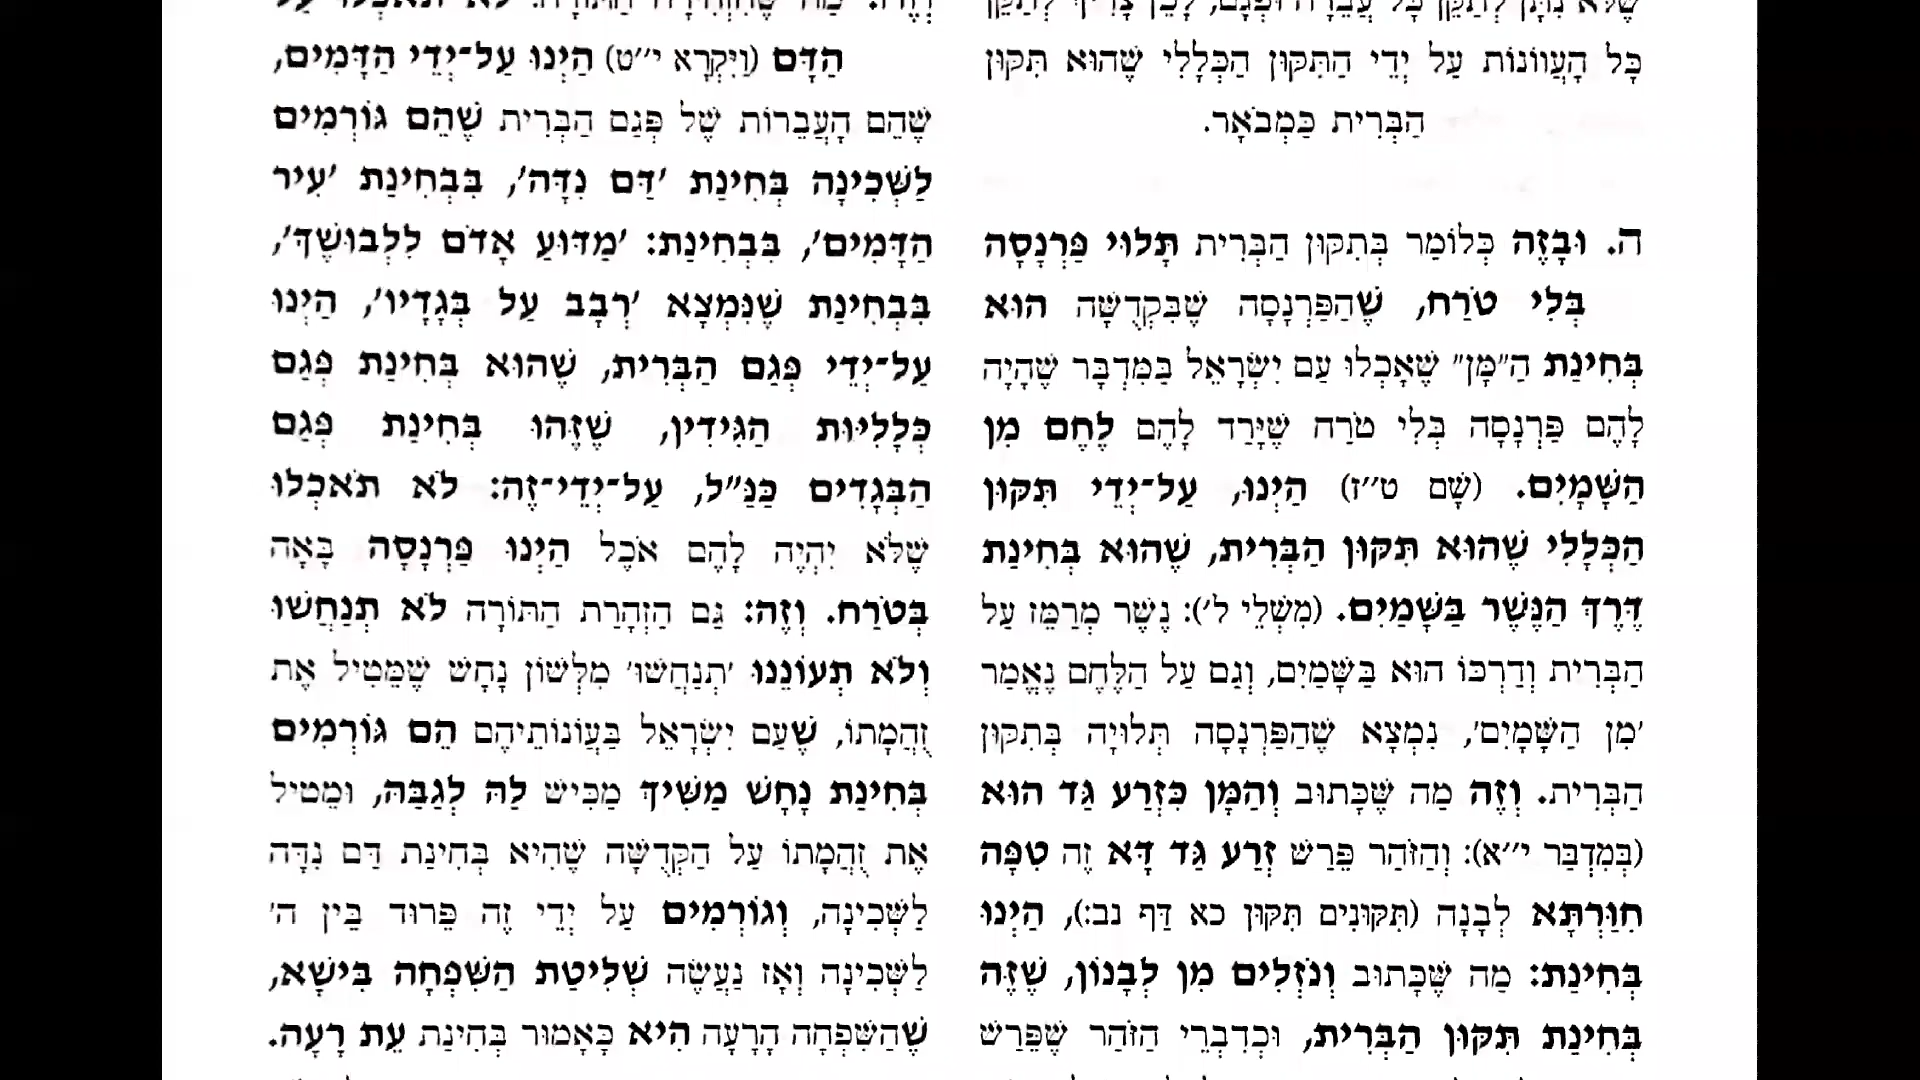 שֶׁלֹּא נִתָּן לְתַקֵּן כָּל עֲבֵרָה וּפְגָם, לָכֵן צָרִיךְ לְתַקֵּן
כָּל הָעֲווֹנוֹת עַל יְדֵי הַתִּקּוּן הַכְּלָלִי שֶׁהוּא תִּקּוּן
הַבְּרִית כַּמְבֹאָר.
ה. וּבָזֶה כְּלוֹמַר בְּתִקּוּן הַבְּרִית תָּלוּי פַּרְנָסָה
בְּלִי טֹרַח, שֶׁהַפַּרְנָסָה שֶׁבִּקְדֻשָּׁה הוּא
בְּחִינַת הַ״מָּן״ שֶׁאָכְלוּ עַם יִשְׂרָאֵל בַּמִּדְבָּר שֶׁהָיָה
לָהֶם פַּרְנָסָה בְּלִי טֹרַח שֶׁיָּרַד לָהֶם לֶחֶם מִן
הַשָּׁמָיִם. (שָׁם ט״ז) הַיְנוּ, עַל־יְדֵי תִּקּוּן
הַכְּלָלִי שֶׁהוּא תִּקּוּן הַבְּרִית, שֶׁהוּא בְּחִינַת
דֶּרֶךְ הַנֶּשֶׁר בַּשָּׁמַיִם. (מִשְׁלֵי ל׳): נֶשֶׁר מְרַמֵּז עַל
הַבְּרִית וְדַרְכּוֹ הוּא בַּשָּׁמַיִם, וְגַם עַל הַלֶּחֶם נֶאֱמַר
׳מִן הַשָּׁמָיִם׳, נִמְצָא שֶׁהַפַּרְנָסָה תְּלוּיָה בְּתִקּוּן
הַבְּרִית. וְזֶה מַה שֶּׁכָּתוּב וְהַמָּן כִּזְרַע גַּד הוּא
(בְּמִדְבַּר י״א): וְהַזֹּהַר פֵּרַשׁ זְרַע גַּד דָּא זֶה טִפָּה
חִוַּרְתָּא לְבָנָה (תִּקּוּנִים תִּקּוּן כא דַּף נב:), הַיְנוּ
בְּחִינַת: מַה שֶּׁכָּתוּב וְנֹזְלִים מִן לְבָנוֹן, שֶׁזֶּה
בְּחִינַת תִּקּוּן הַבְּרִית, וּכְדִבְרֵי הַזֹּהַר שֶׁפֵּרַשׁ
הַדָּם (וַיִּקְרָא י״ט) הַיְנוּ עַל־יְדֵי הַדָּמִים,
שֶׁהֵם הָעֲבֵרוֹת שֶׁל פְּגַם הַבְּרִית שֶׁהֵם גּוֹרְמִים
לַשְּׁכִינָה בְּחִינַת ׳דַּם נִדָּה׳, בִּבְחִינַת ׳עִיר
הַדָּמִים׳, בִּבְחִינַת: ׳מַדּוּעַ אָדֹם לִלְבוּשֶׁךָ׳,
בִּבְחִינַת שֶׁנִּמְצָא ׳רְבָב עַל בְּגָדָיו׳, הַיְנוּ
עַל־יְדֵי פְּגַם הַבְּרִית, שֶׁהוּא בְּחִינַת פְּגַם
כְּלָלִיּוּת הַגִּידִין, שֶׁזֶּהוּ בְּחִינַת פְּגַם
הַבְּגָדִים כַּנַּ״ל, עַל־יְדֵי־זֶה: לֹא תֹאכְלוּ
שֶׁלֹּא יִהְיֶה לָהֶם אֹכֶל הַיְנוּ פַּרְנָסָה בָּאָה
בְּטֹרַח. וְזֶה: גַּם הַזְהָרַת הַתּוֹרָה לֹא תְנַחֲשׁוּ
וְלֹא תְעוֹנֵנוּ ׳תְנַחֲשׁוּ׳ מִלְּשׁוֹן נָחָשׁ שֶׁמֵּטִיל אֶת
זֻהֲמָתוֹ, שֶׁעַם יִשְׂרָאֵל בַּעֲוֹנוֹתֵיהֶם הֵם גּוֹרְמִים
בְּחִינַת נָחָשׁ מַשִּׁיךְ מַכִּישׁ לַהּ לְגַבַּהּ, וּמֵטִיל
אֶת זֻהֲמָתוֹ עַל הַקְּדֻשָּׁה שֶׁהִיא בְּחִינַת דַּם נִדָּה
לַשְּׁכִינָה, וְגוֹרְמִים עַל יְדֵי זֶה פֵּרוּד בֵּין ה׳
לַשְּׁכִינָה וְאָז נַעֲשֶׂה שְׁלִיטַת הַשִּׁפְחָה בִּישָׁא,
שֶׁהַשִּׁפְחָה הָרָעָה הִיא כָּאָמוּר בְּחִינַת עֵת רָעָה.